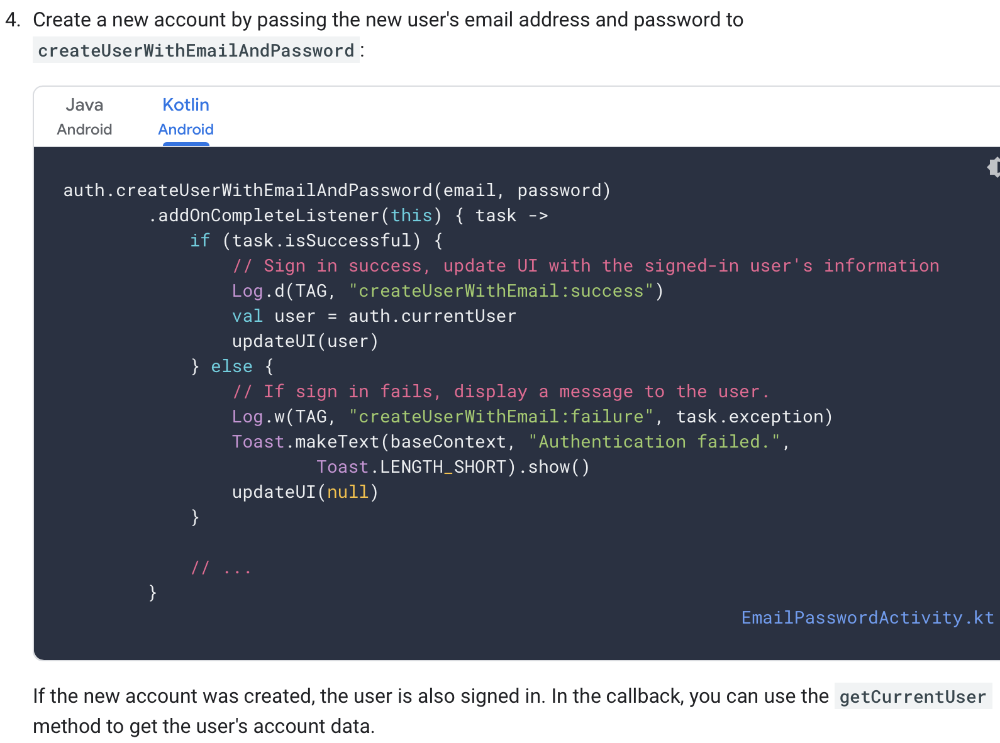 4. Create a new account by passing the new user's email address and password to
createUserWithEmailAndPassword:
Java Kotlin
Android Android
auth.createUserWithEmailAndPassword(email, password)
.addOnCompleteListener(this) { task ->
if (task.isSuccessful) {
// Sign in success, update UI with the signed-in user's information
Log.d(TAG, "createUserWithEmail:success")
val user = auth.currentUser
updateUI(user)
} else {
// If sign in fails, display a message to the user.
Log.w(TAG, "createUserWithEmail:failure", task.exception)
Toast.makeText(baseContext, "Authentication failed.",
Toast.LENGTH_SHORT).show()
updateUI(null)
}
// ...
}
EmailPasswordActivity.kt
If the new account was created, the user is also signed in. In the callback, you can use the getCurrentUser
method to get the user's account data.